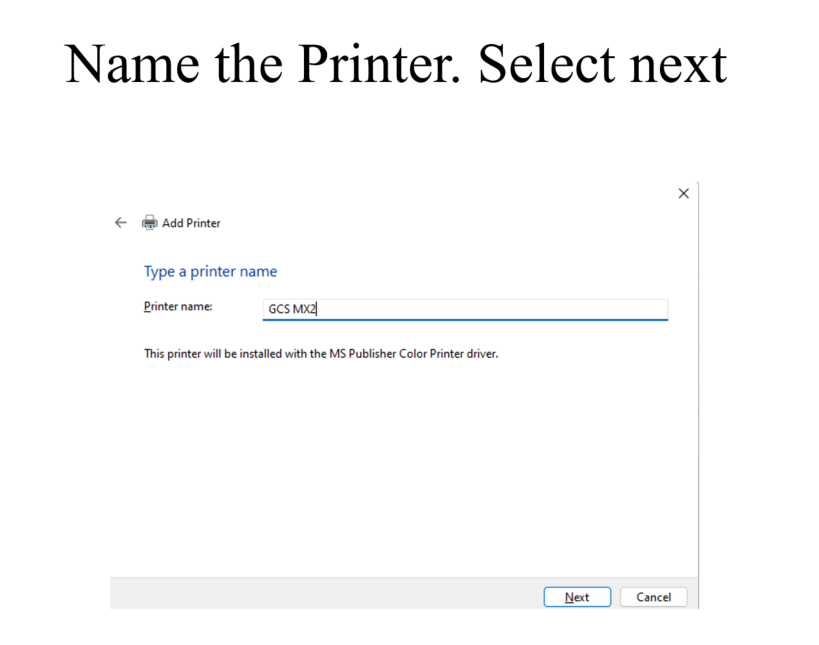 Name the Printer. Select next
Add Printer
Type a printer name
Printer name: GCS MX2
This printer will be installed with the MS Publisher Color Printer driver.
Next Cancel